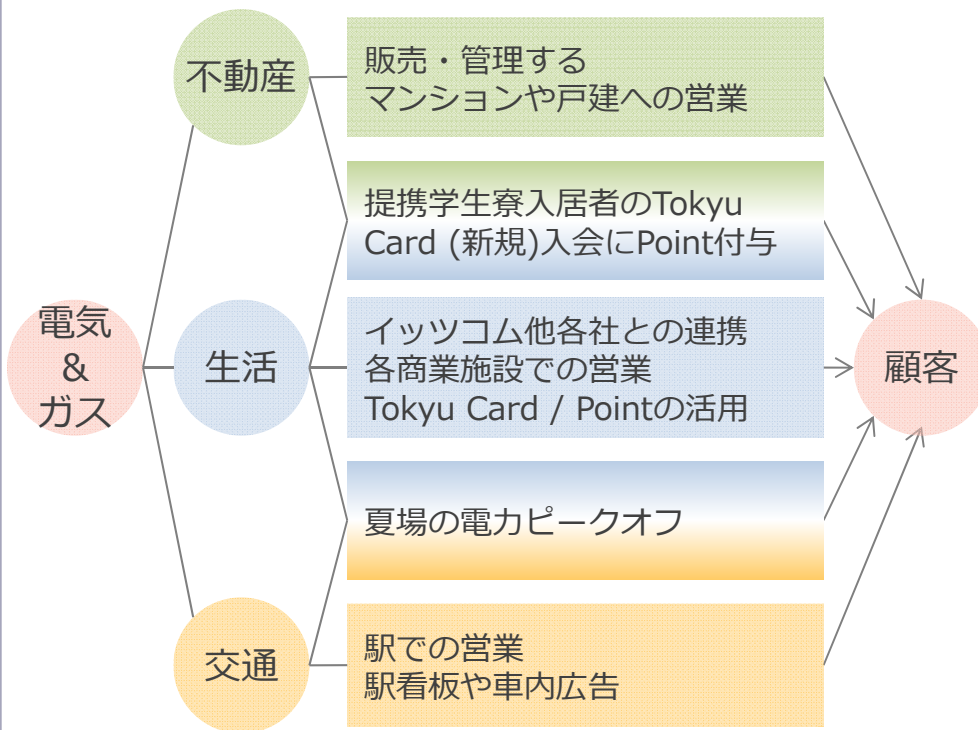 不動産
販売・管理する
マンションや戸建への営業
提携学生寮入居者のTokyu
Card (新規)入会にPoint付与
電気
&
ガス
生活
イッツコム他各社との連携
各商業施設での営業
Tokyu Card / Pointの活用
顧客
夏場の電力ピークオフ
交通
駅での営業
駅看板や車内広告